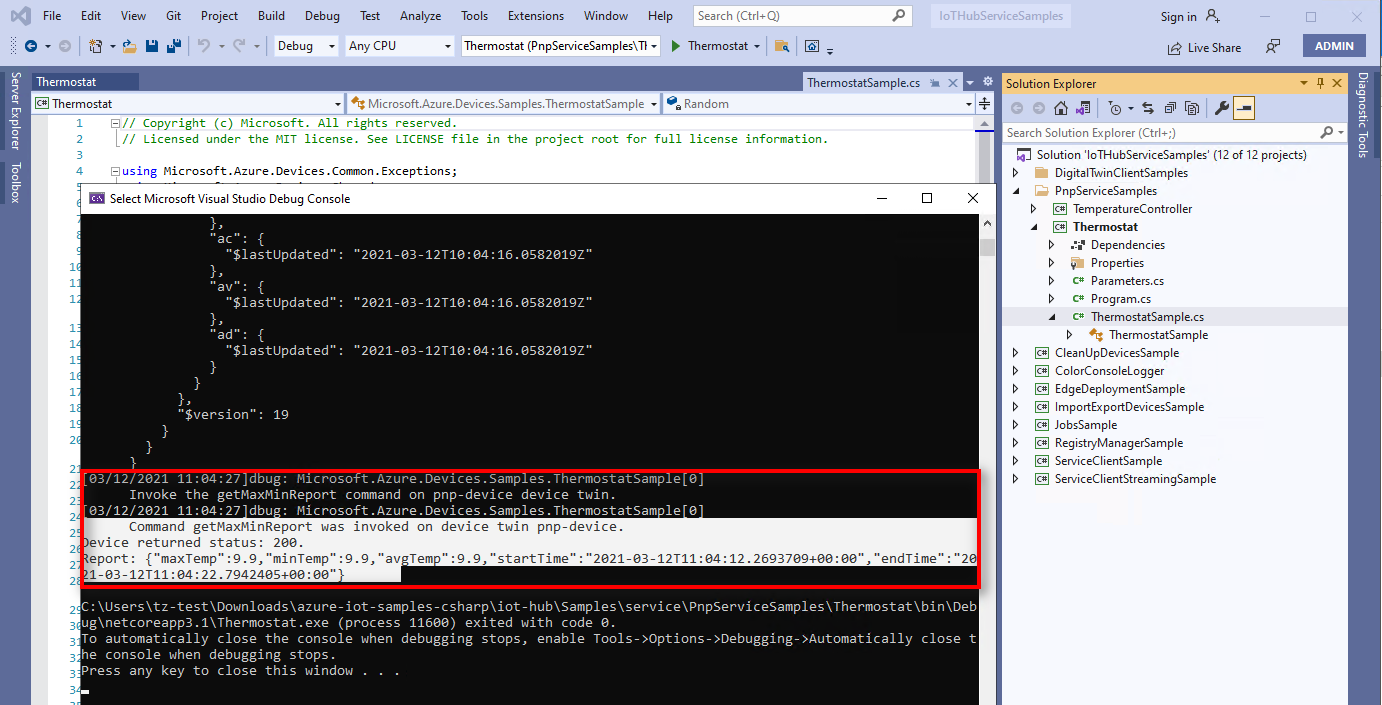 File Edit View Git Project Build Debug Test Analyze Tools Extensions Window Help Search (Ctrl+Q) IoTHubServiceSamples Sign in
Debug Any CPU Thermostat (PnpServiceSamples\Tl Thermostat Live Share ADMIN
Server Explorer
Toolbox
Thermostat ThermostatSample.cs
Thermostat Microsoft.Azure.Devices.Samples.ThermostatSample Random
1 // Copyright (c) Microsoft. All rights reserved.
2 // Licensed under the MIT license. See LICENSE file in the project root for full license information.
3
4 using Microsoft.Azure.Devices.Common.Exceptions;
Select Microsoft Visual Studio Debug Console
},
"ac": {
"$lastUpdated": "2021-03-12T10:04:16.0582019Z"
},
"av": {
"$lastUpdated": "2021-03-12T10:04:16.0582019Z"
},
"ad": {
"$lastUpdated": "2021-03-12T10:04:16.0582019Z"
}
}
},
"$version": 19
}
}
}
[03/12/2021 11:04:27]dbug: Microsoft.Azure.Devices.Samples.ThermostatSample[0]
Invoke the getMaxMinReport command on pnp-device device twin.
[03/12/2021 11:04:27]dbug: Microsoft.Azure.Devices.Samples.ThermostatSample[0]
Command getMaxMinReport was invoked on device twin pnp-device.
Device returned status: 200.
Report: {"maxTemp":9.9,"minTemp":9.9,"avgTemp":9.9,"startTime":"2021-03-12T11:04:12.2693709+00:00","endTime":"20
21-03-12T11:04:22.7942405+00:00"}
C:\Users\tz-test\Downloads\azure-iot-samples-csharp\iot-hub\Samples\service\PnpServiceSamples\Thermostat\bin\Deb
ug\netcoreapp3.1\Thermostat.exe (process 11600) exited with code 0.
To automatically close the console when debugging stops, enable Tools->Options->Debugging->Automatically close t
he console when debugging stops.
Press any key to close this window . . .
Solution Explorer
Search Solution Explorer (Ctrl+;)
Solution 'IoTHubServiceSamples' (12 of 12 projects)
DigitalTwinClientSamples
PnpServiceSamples
TemperatureController
Thermostat
Dependencies
Properties
Parameters.cs
Program.cs
ThermostatSample.cs
ThermostatSample
CleanUpDevicesSample
ColorConsoleLogger
EdgeDeploymentSample
ImportExportDevicesSample
JobsSample
RegistryManagerSample
ServiceClientSample
ServiceClientStreamingSample
Diagnostic Tools